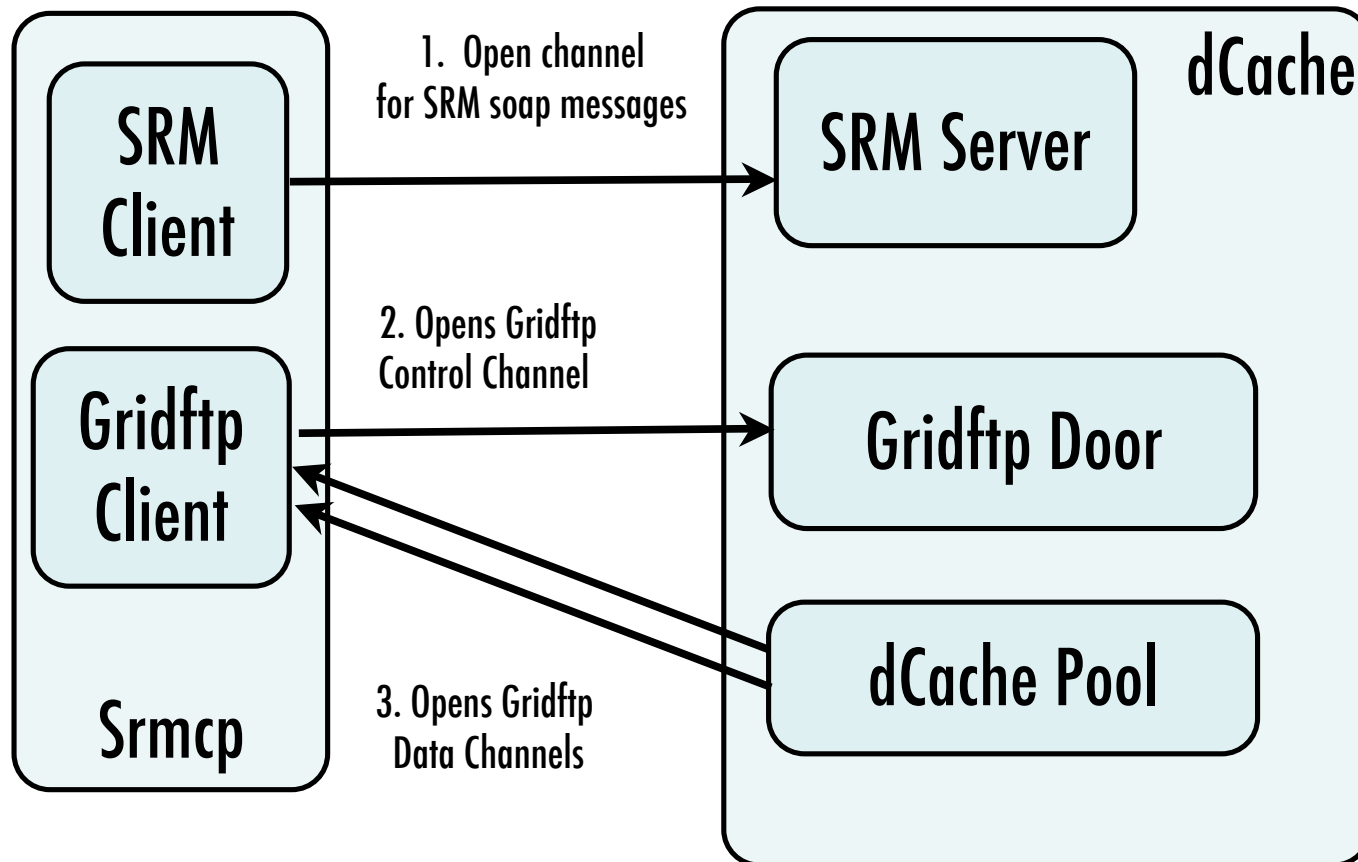 SRM
Client
Gridftp
Client
Srmcp
1. Open channel
for SRM soap messages
2. Opens Gridftp
Control Channel
3. Opens Gridftp
Data Channels
dCache
SRM Server
Gridftp Door
dCache Pool